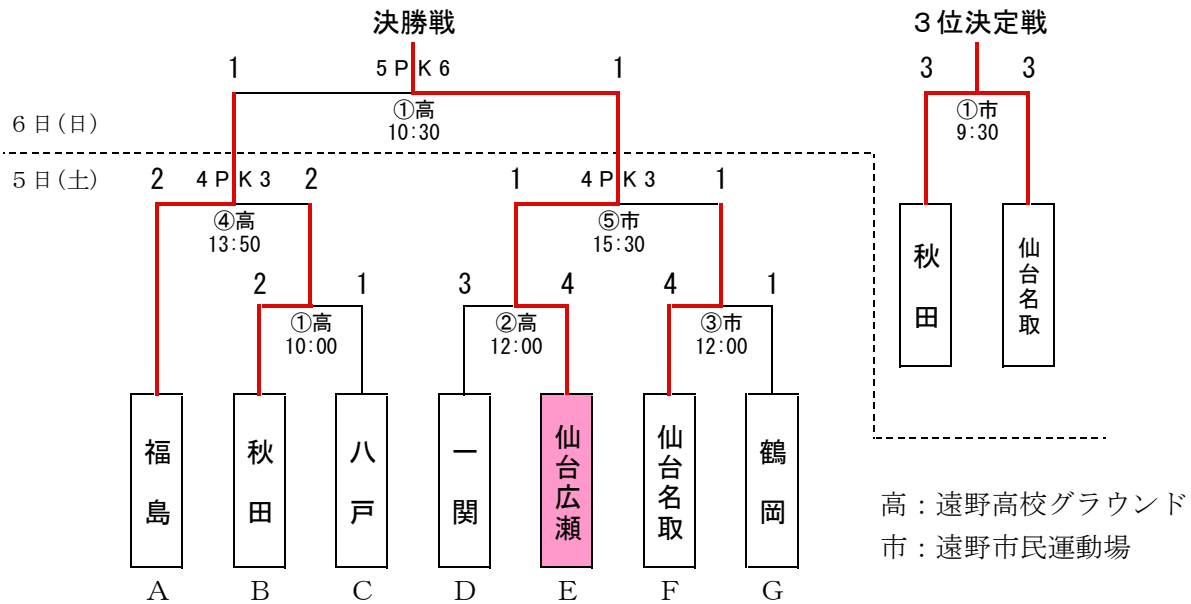 決勝戦
3位決定戦
1 5PK6 1
3 3
①高
10:30
①市
9:30
6日(日)
5日(土)
2 4PK3 2
1 4PK3 1
④高
13:50
⑤市
15:30
2 1
3 4
4 1
①高
10:00
②高
12:00
③市
12:00
秋田
仙台名取
福島
秋田
八戸
一関
仙台広瀬
仙台名取
鶴岡
A B C D E F G
高：遠野高校グラウンド
市：遠野市民運動場